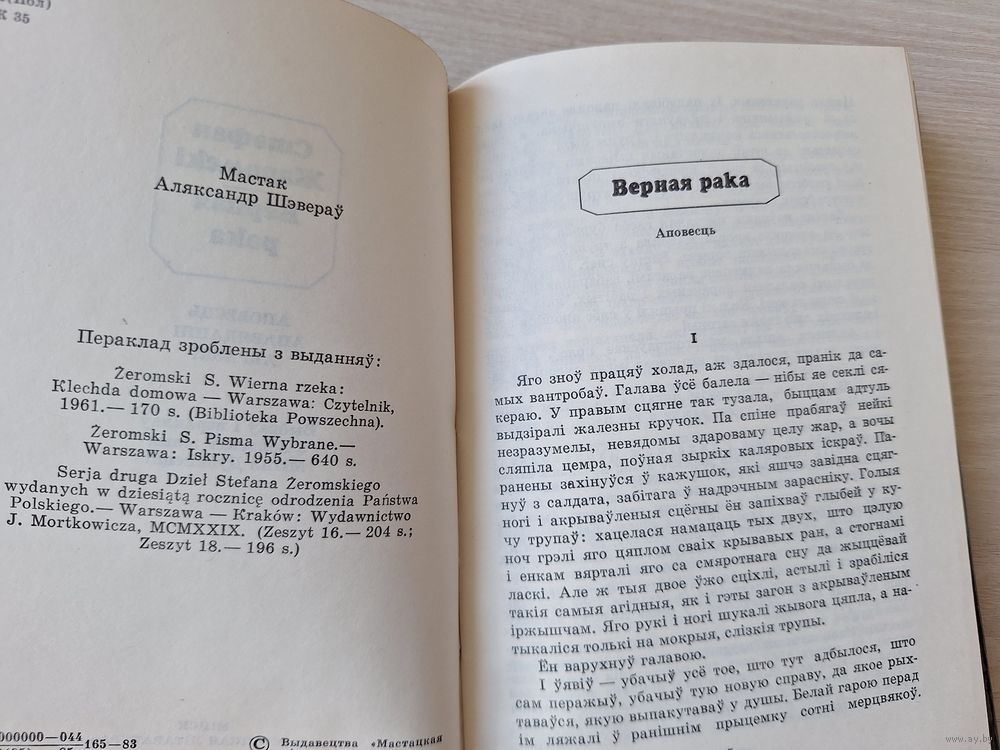 К 35
Мастак
Аляксандр Шэвераў
Пераклад зроблены з выданняў:
Żeromski S. Wierna rzeka:
Klechda domowa — Warszawa: Czytelnik,
1961.— 170 s. (Biblioteka Powszechna).
Żeromski S. Pisma Wybrane.—
Warszawa: Iskry. 1955.— 640 s.
Serja druga Dzieł Stefana Żeromskiego
wydanych w dziesiątą rocznicę odrodzenia Państwa
Polskiego.— Warszawa — Kraków: Wydawnictwo
J. Mortkowicza, MCMXXIX. (Zeszyt 16.— 204 s.;
Zeszyt 18.— 196 s.)
000000—044
—165—83
© Выдавецтва «Мастацкая
Верная рака
Аповесць
I
Яго зноў працяў холад, аж здалося, пранік да са-
мых вантробаў. Галава ўсё балела — нібы яе секлі ся-
кераю. У правым сцягне так тузала, быццам адтуль
выдзіралі жалезны кручок. Па спіне прабягаў нейкі
незразумелы, невядомы здароваму целу жар, а вочы
сляпіла цемра, поўная зыркіх каляровых іскраў. Па-
ранены захінуўся ў кажушок, які яшчэ завідна сцяг-
нуў з салдата, забітага ў надрэчным зарасніку. Голыя
ногі і акрываўленыя сцёгны ён запіхваў глыбей у ку-
чу трупаў: хацелася намацаць тых двух, што цэлую
ноч грэлі яго цяплом сваіх крывавых ран, а стогнамі
і енкам вярталі яго са смяротнага сну да жыццёвай
ласкі. Але ж тыя двое ўжо сціхлі, астылі і зрабіліся
такія самыя агідныя, як і гэты загон з акрываўленым
іржышчам. Яго рукі і ногі шукалі жывога цяпла, а на-
тыкаліся толькі на мокрыя, слізкія трупы.
Ён варухнуў галавою.
І ўявіў — убачыў усё тое, што тут адбылося, што
сам перажыў, убачыў тую новую справу, да якое рых-
таваўся, якую выпакутаваў у душы. Белай гарою перад
ім ляжалі ў ранішнім прыцемку сотні мерцвякоў.
www.ay.by